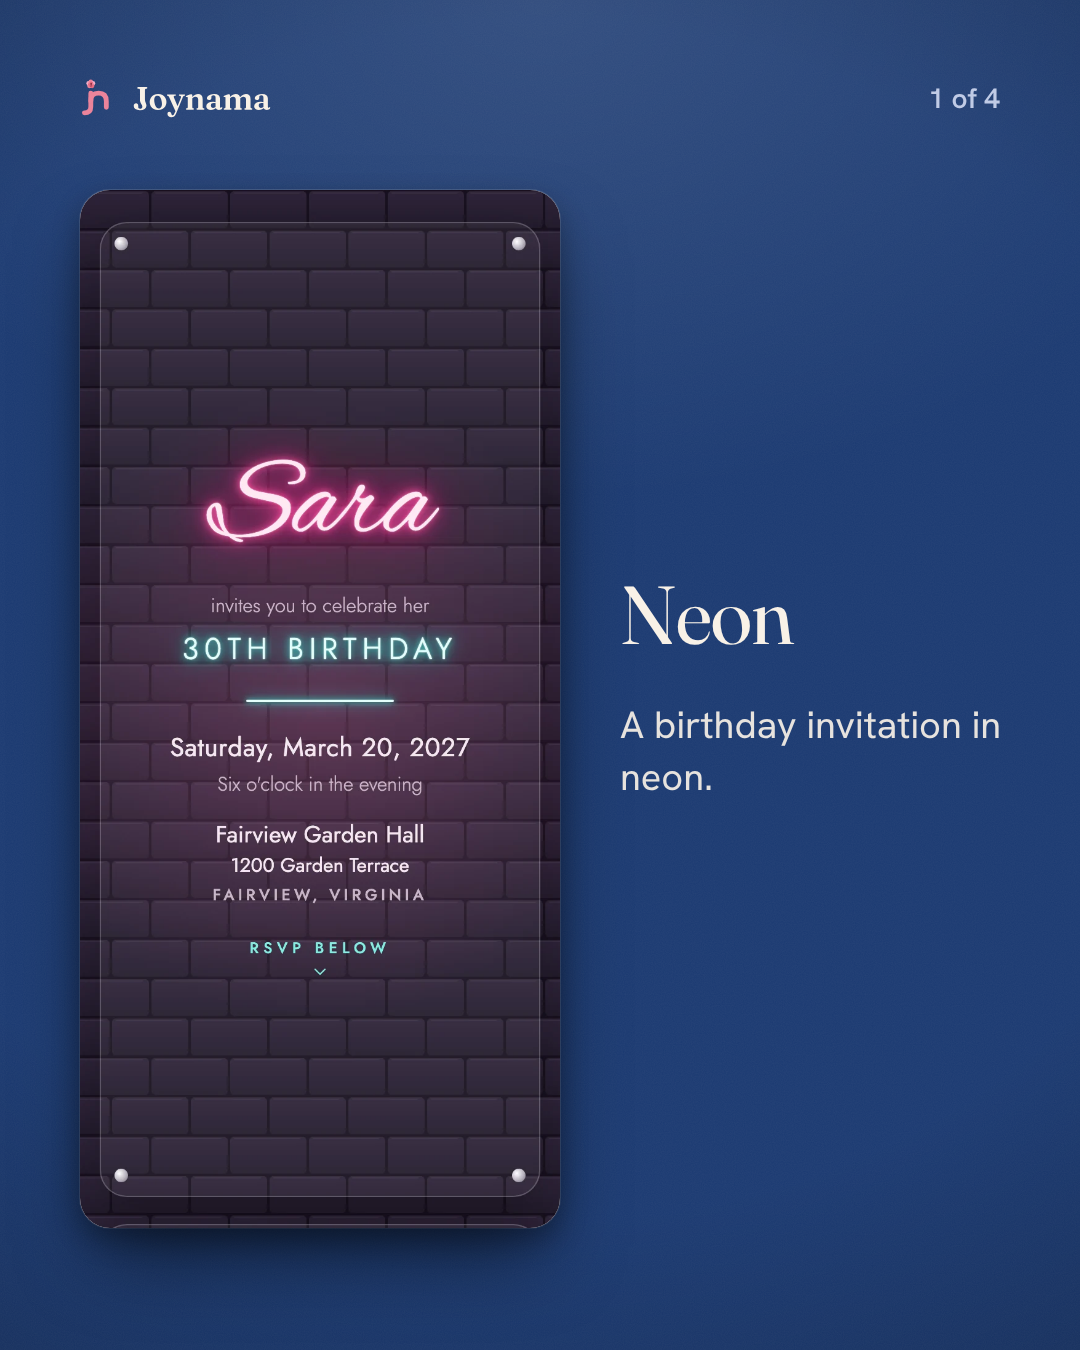 Joynama
1 of 4
Sara
invites you to celebrate her
30TH BIRTHDAY
Saturday, March 20, 2027
Six o'clock in the evening
Fairview Garden Hall
1200 Garden Terrace
FAIRVIEW, VIRGINIA
RSVP BELOW
Neon
A birthday invitation in
neon.